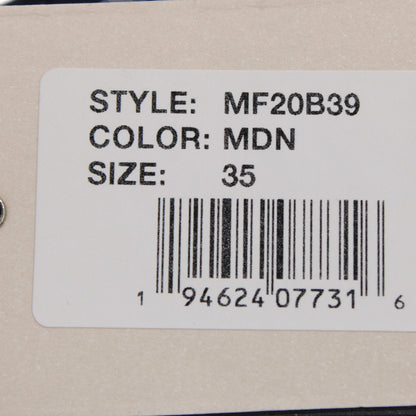 STYLE: MF20B39
COLOR: MDN
SIZE: 35
1 94624 07731 6